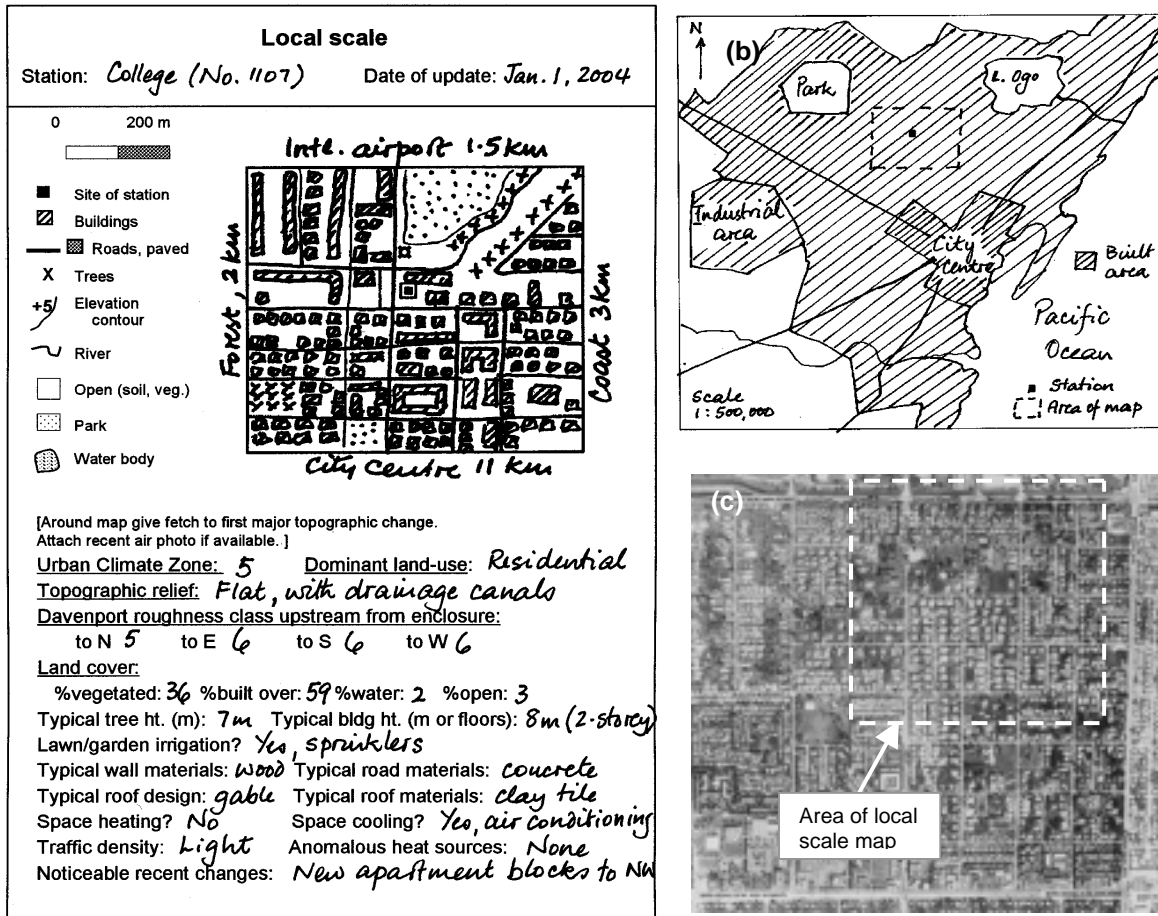 Local scale
Station: College (No. 1107) Date of update: Jan. 1, 2004
0 200 m
Site of station
Buildings
Roads, paved
X Trees
+5 Elevation
contour
River
Open (soil, veg.)
Park
Water body
Intl. airport 1.5 km
Forest, 2 km
Coast 3 km
City Centre 11 km
[Around map give fetch to first major topographic change.
Attach recent air photo if available. ]
Urban Climate Zone: 5 Dominant land-use: Residential
Topographic relief: Flat, with drainage canals
Davenport roughness class upstream from enclosure:
to N 5 to E 6 to S 6 to W 6
Land cover:
%vegetated: 36 %built over: 59 %water: 2 %open: 3
Typical tree ht. (m): 7m Typical bldg ht. (m or floors): 8m (2-storey)
Lawn/garden irrigation? Yes, sprinklers
Typical wall materials: wood Typical road materials: concrete
Typical roof design: gable Typical roof materials: clay tile
Space heating? No Space cooling? Yes, air conditioning
Traffic density: Light Anomalous heat sources: None
Noticeable recent changes: New apartment blocks to NW
(b)
N
Park
L. Ogo
Industrial
area
City
Centre
Built
area
Pacific
Ocean
Station
Area of map
Scale
1:500,000
(c)
Area of local
scale map